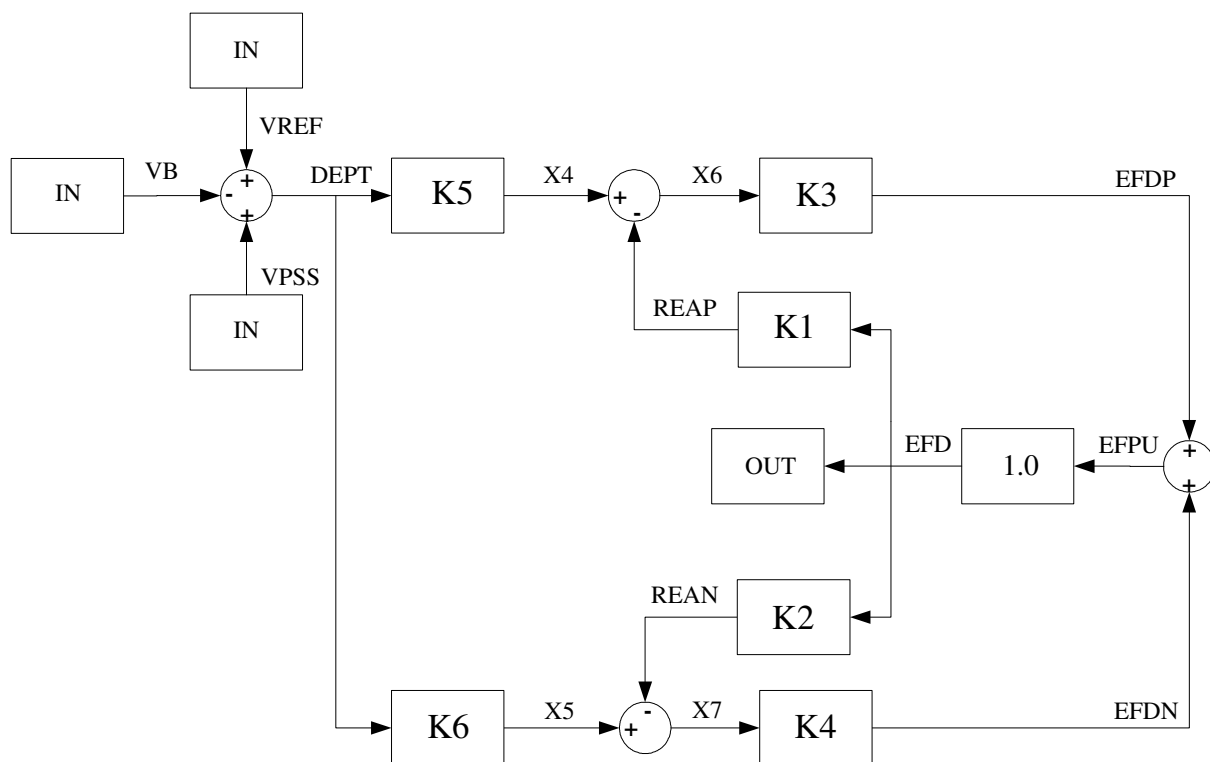 IN
VREF
IN
VB
+
-
+
DEPT
K5
X4
+
-
X6
K3
EFDP
VPSS
IN
REAP
K1
OUT
EFD
1.0
EFPU
+
+
REAN
K2
K6
X5
-
+
X7
K4
EFDN